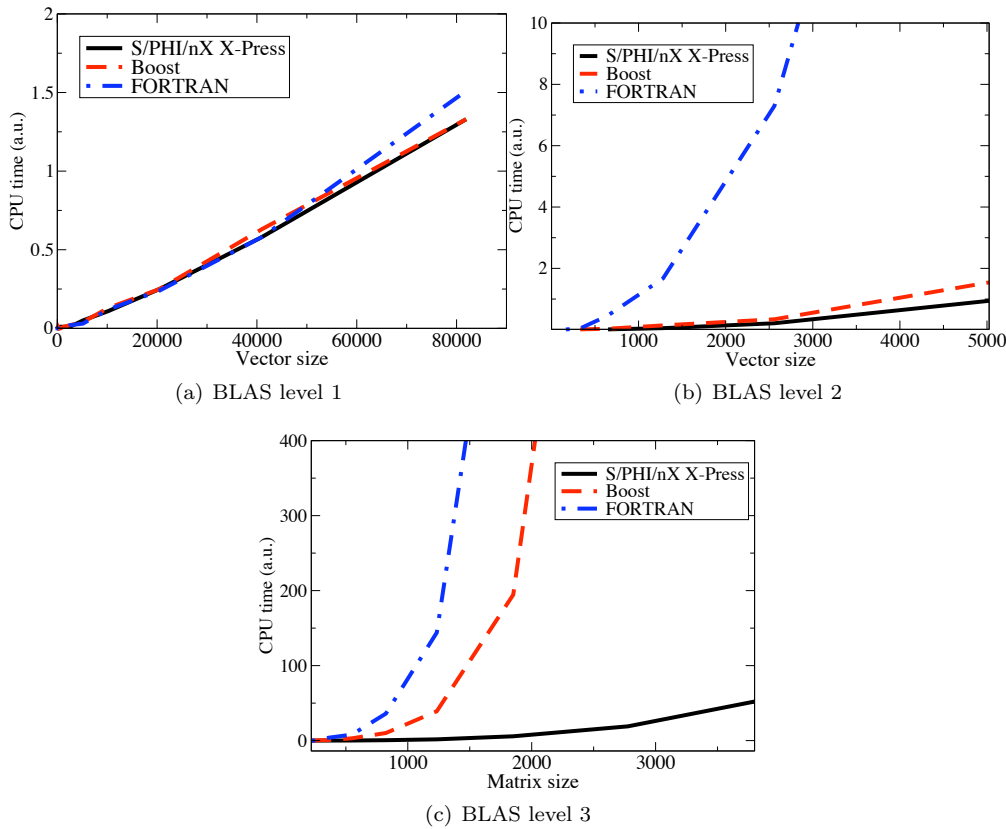 2
1.5
1
0.5
0
CPU time (a.u.)
S/PHI/nX X-Press
Boost
FORTRAN
0 20000 40000 60000 80000
Vector size
(a) BLAS level 1
10
8
6
4
2
CPU time (a.u.)
S/PHI/nX X-Press
Boost
FORTRAN
1000 2000 3000 4000 5000
Vector size
(b) BLAS level 2
400
300
200
100
0
CPU time (a.u.)
S/PHI/nX X-Press
Boost
FORTRAN
1000 2000 3000
Matrix size
(c) BLAS level 3